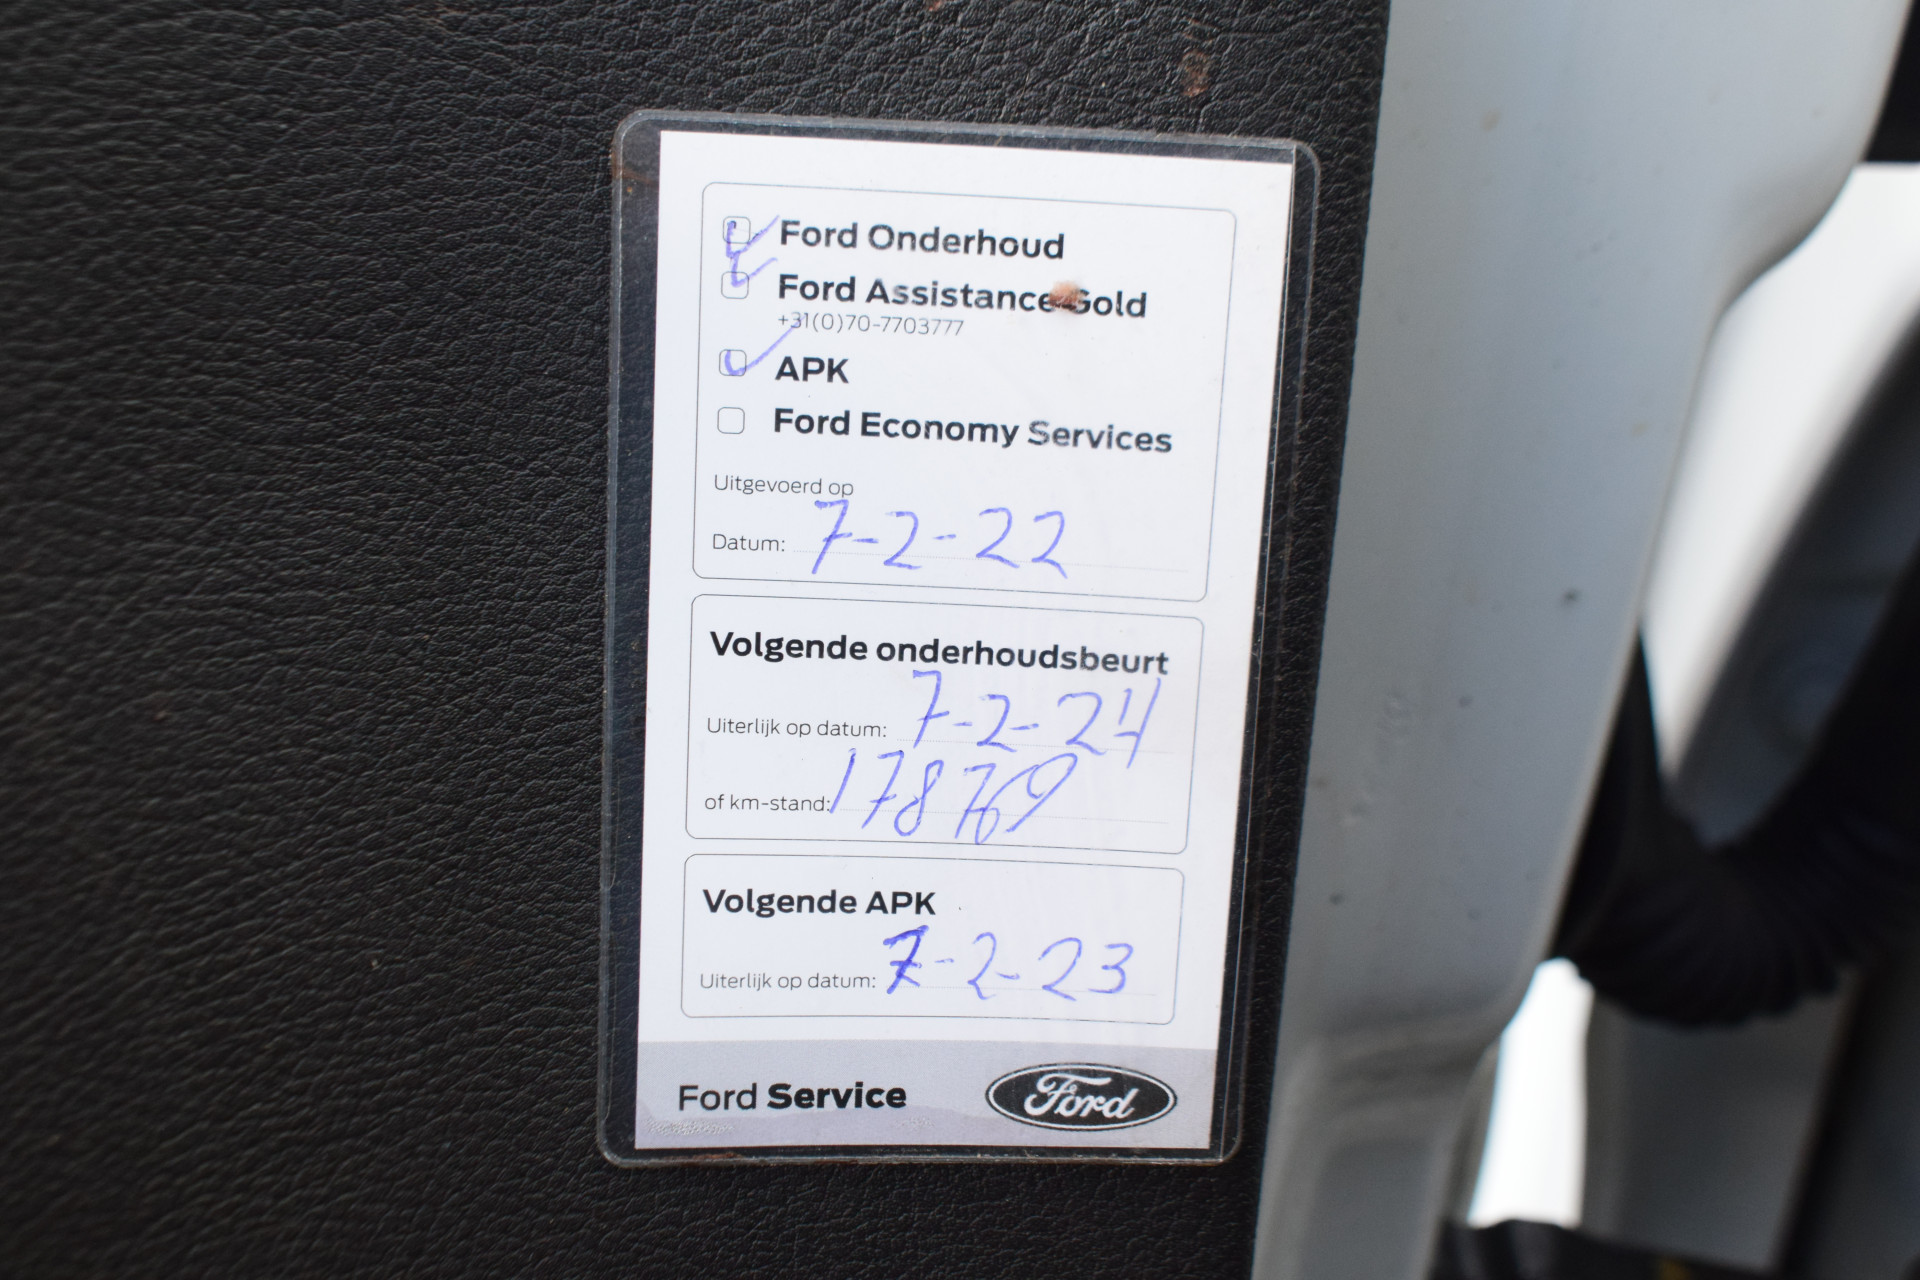 Ford Onderhoud
Ford Assistance Gold
+31(0)70-7703777
APK
Ford Economy Services
Uitgevoerd op
Datum: 7-2-22
Volgende onderhoudsbeurt
Uiterlijk op datum: 7-2-24
of km-stand: 178769
Volgende APK
Uiterlijk op datum: 7-2-23
Ford Service
Ford